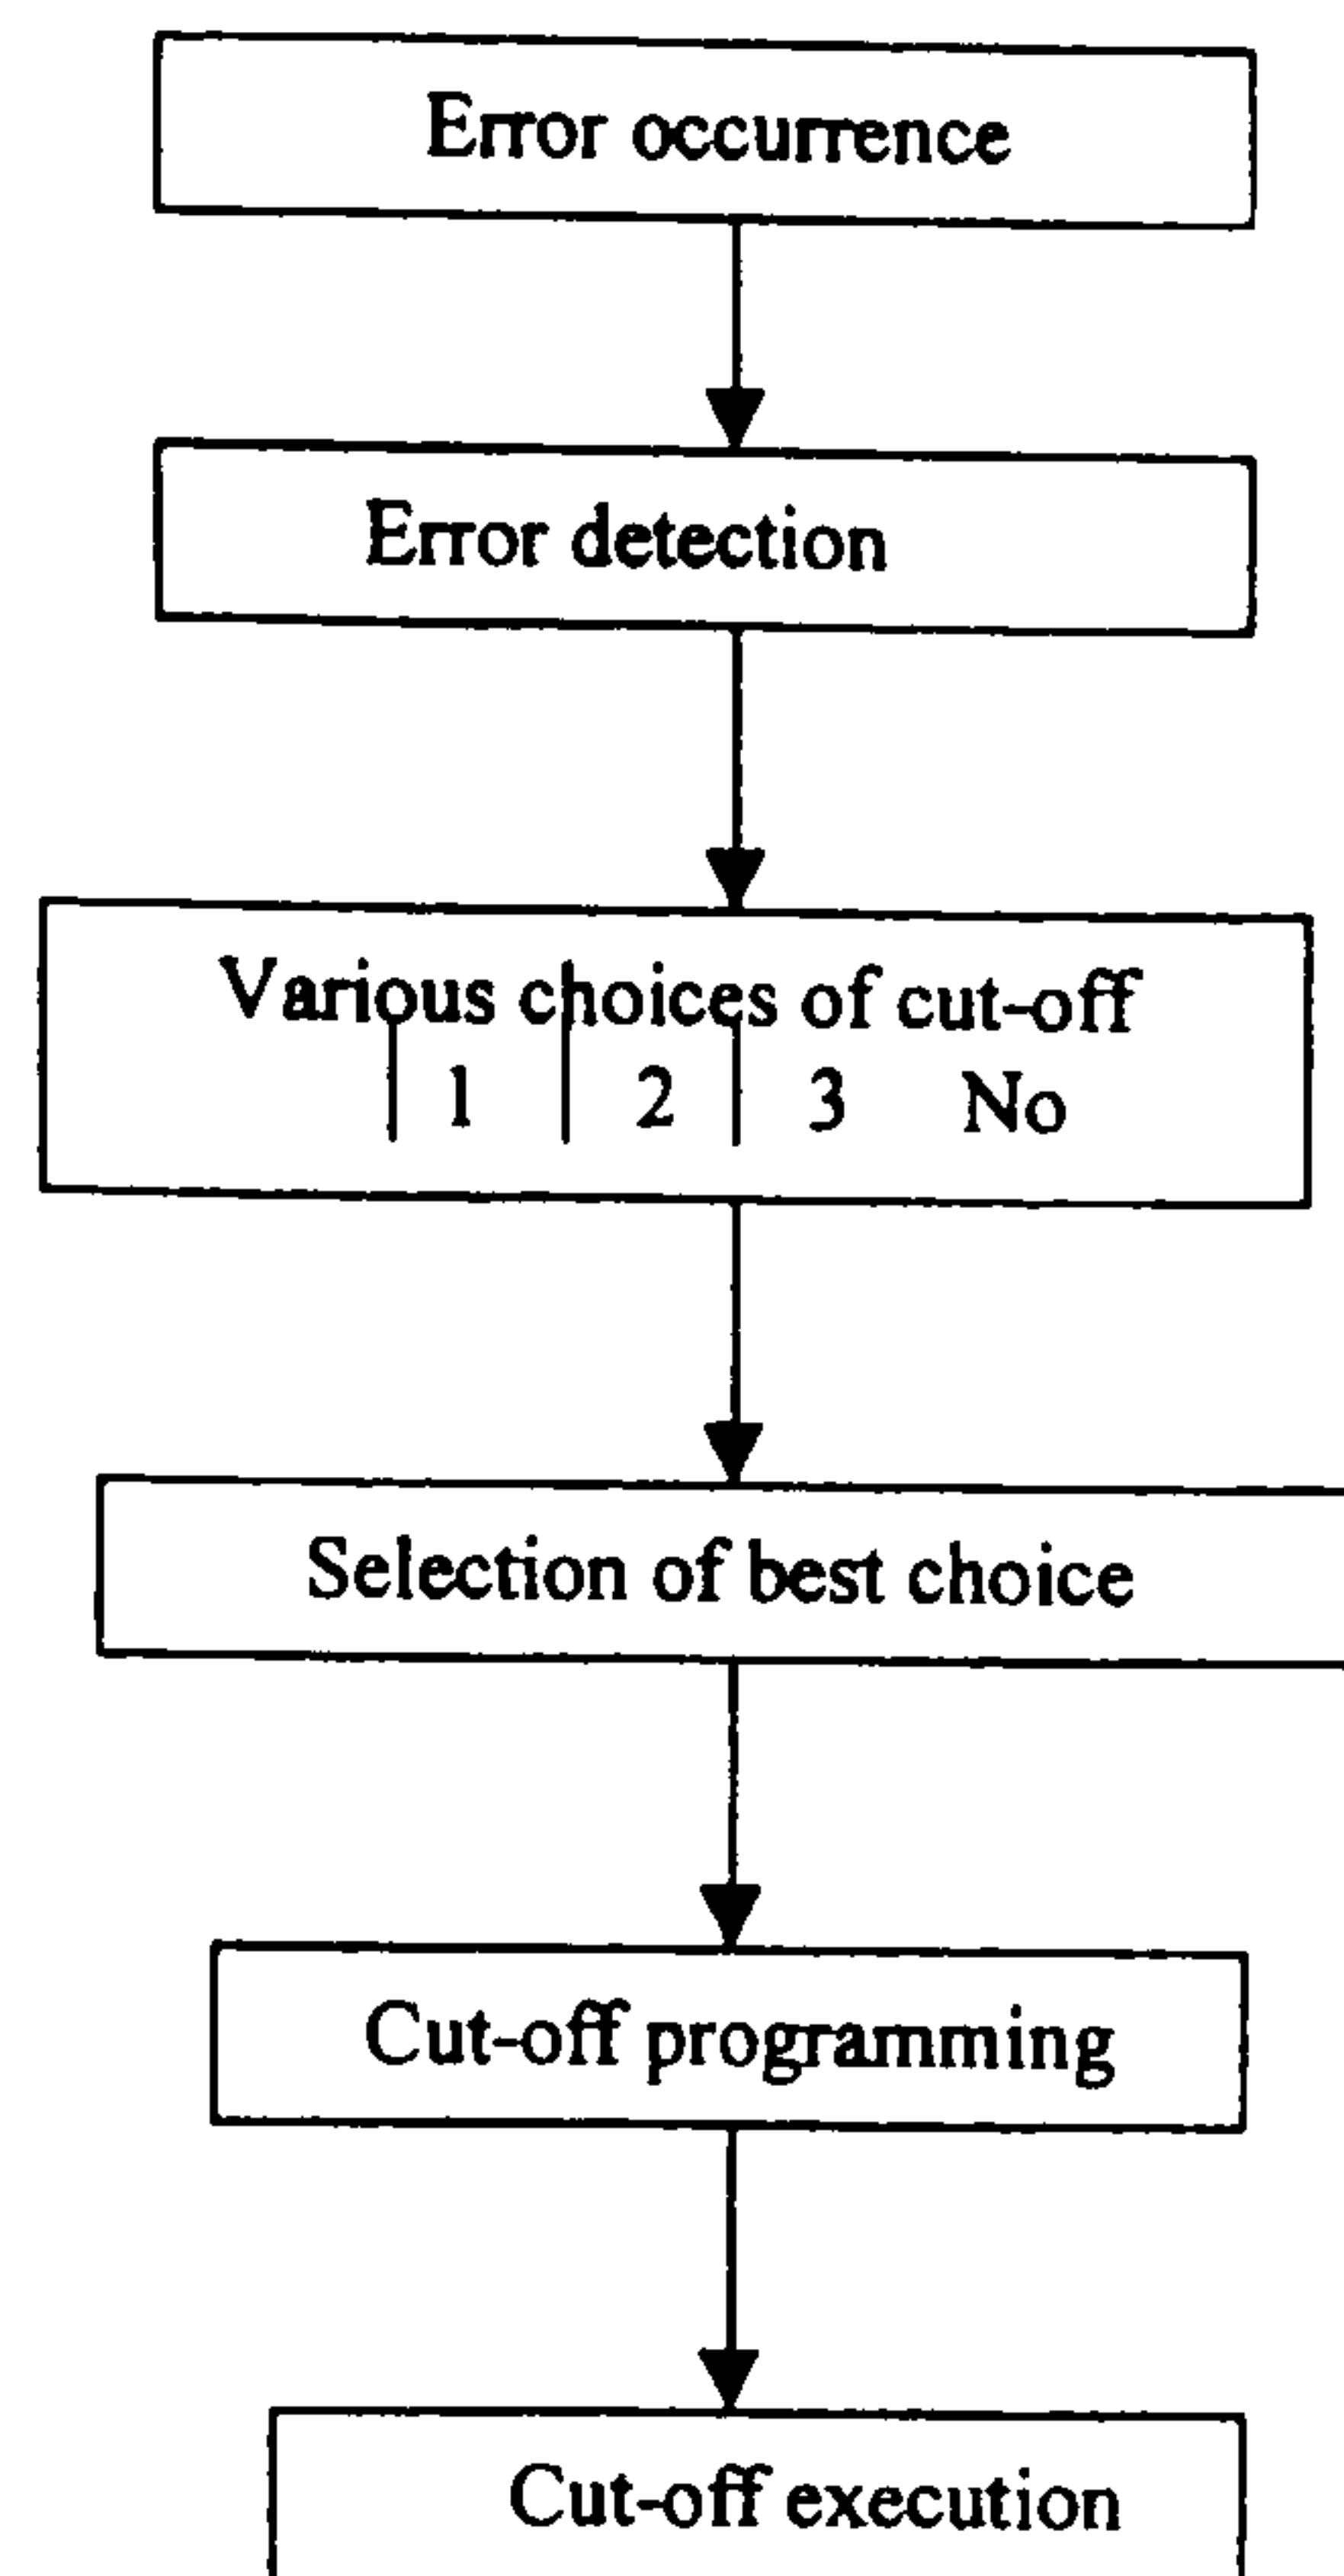 Error occurrence
Error detection
Various choices of cut-off
1 2 3 No
Selection of best choice
Cut-off programming
Cut-off execution